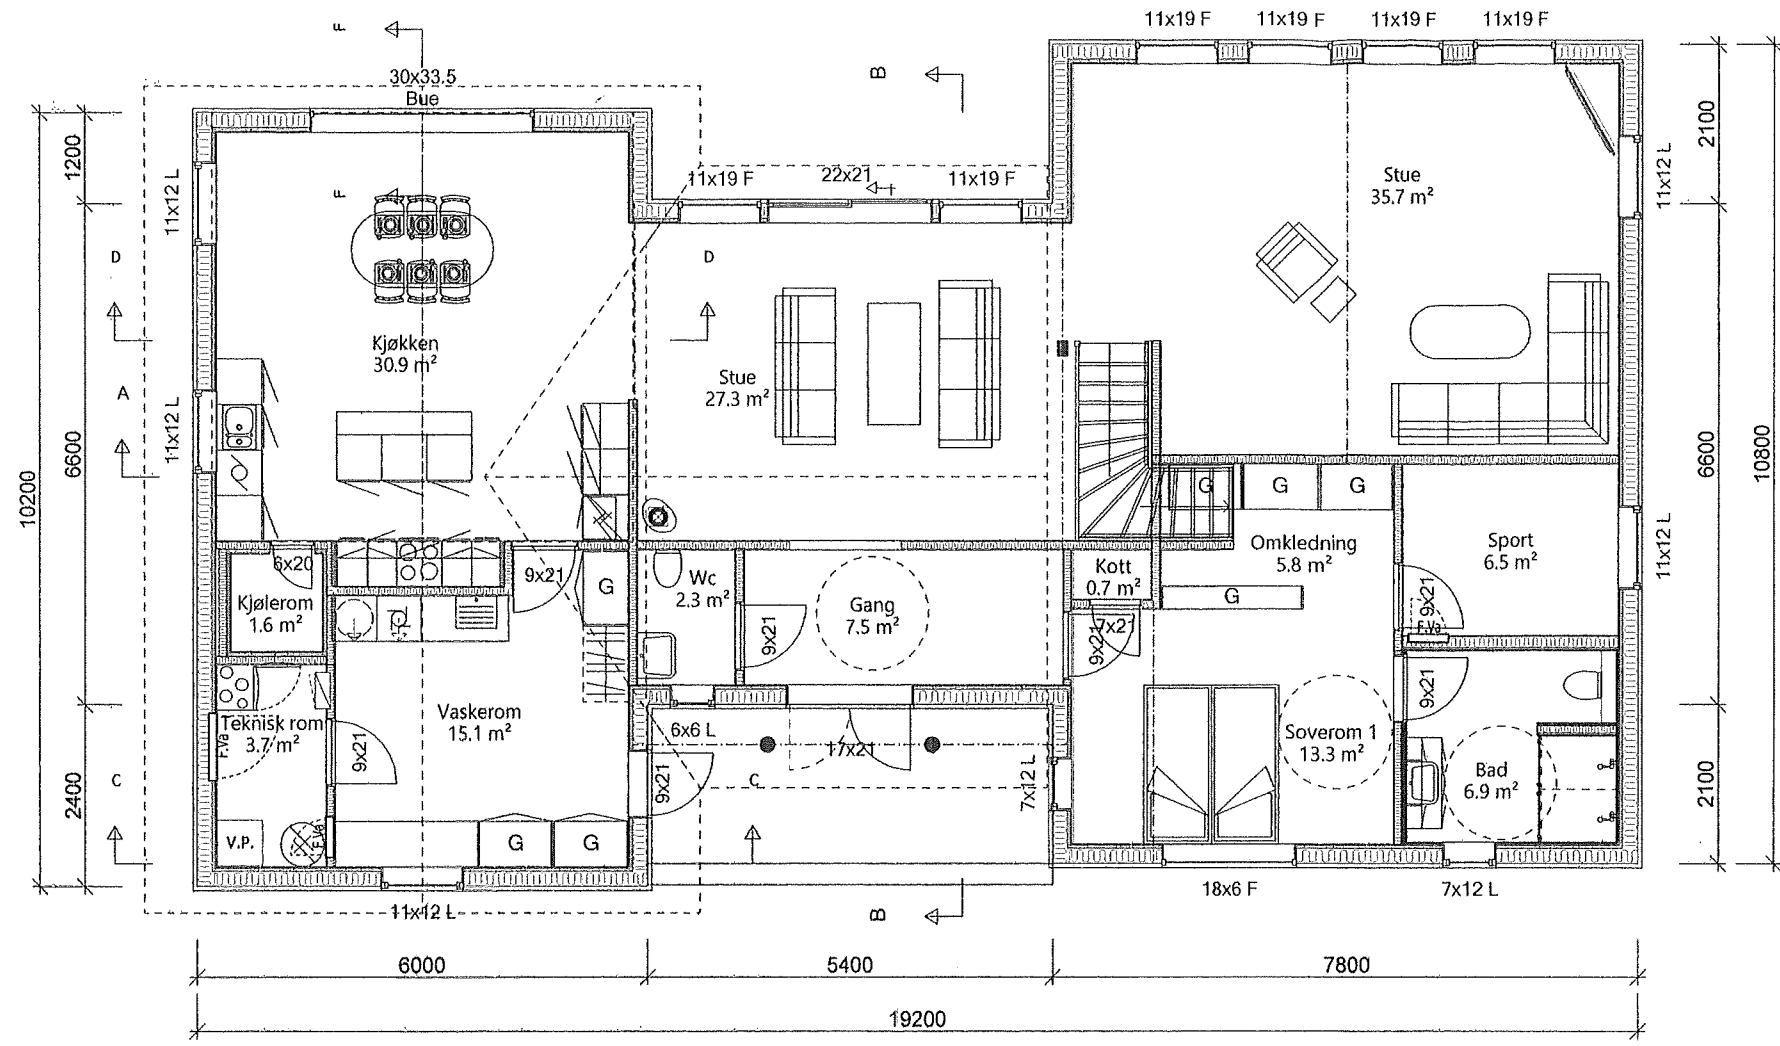 11x19 F
11x19 F
11x19 F
11x19 F
F
B
30x33.5
Bue
1200
2100
11x12 L
11x19 F
22x21
11x19 F
Stue
35.7 m²
11x12 L
F
D
D
Kjøkken
30.9 m²
Stue
27.3 m²
A
11x12 L
6600
10200
6600
10800
G
G
G
6x20
9x21
G
Wc
2.3 m²
Kjølerom
1.6 m²
Gang
7.5 m²
9x21
Kott
0.7 m²
7x21
9x21
Omkledning
5.8 m²
G
Sport
6.5 m²
11x12 L
9x21
F.Va
Teknisk rom
3.7 m²
F.Va
9x21
Vaskerom
15.1 m²
6x6 L
17x21
9x21
C
C
7x12 L
Soverom 1
13.3 m²
9x21
Bad
6.9 m²
2400
2100
V.P.
F.Va
G
G
11x12 L
B
18x6 F
7x12 L
6000
5400
7800
19200